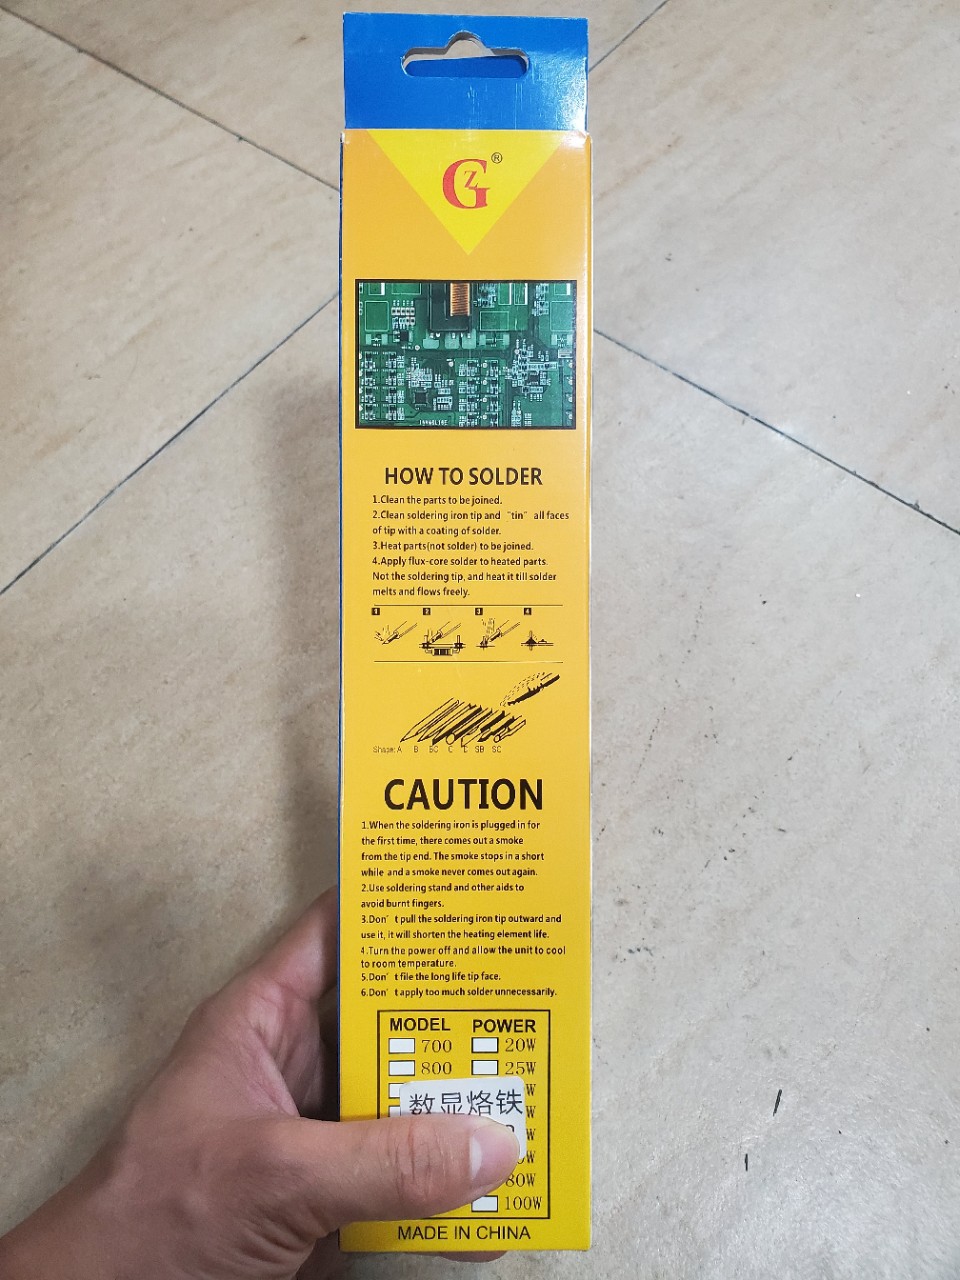 GZ®
HOW TO SOLDER
1.Clean the parts to be joined.
2.Clean soldering iron tip and “tin” all faces
of tip with a coating of solder.
3.Heat parts(not solder) to be joined.
4.Apply flux-core solder to heated parts.
Not the soldering tip, and heat it till solder
melts and flows freely.
1 2 3 4
Shape: A B BC C SB SC
CAUTION
1.When the soldering iron is plugged in for
the first time, there comes out a smoke
from the tip end. The smoke stops in a short
while and a smoke never comes out again.
2.Use soldering stand and other aids to
avoid burnt fingers.
3.Don’t pull the soldering iron tip outward and
use it, it will shorten the heating element life.
4.Turn the power off and allow the unit to cool
to room temperature.
5.Don’t file the long life tip face.
6.Don’t apply too much solder unnecessarily.
MODEL POWER
700 20W
800 25W
W
数显烙铁 W
W
0W
80W
100W
MADE IN CHINA